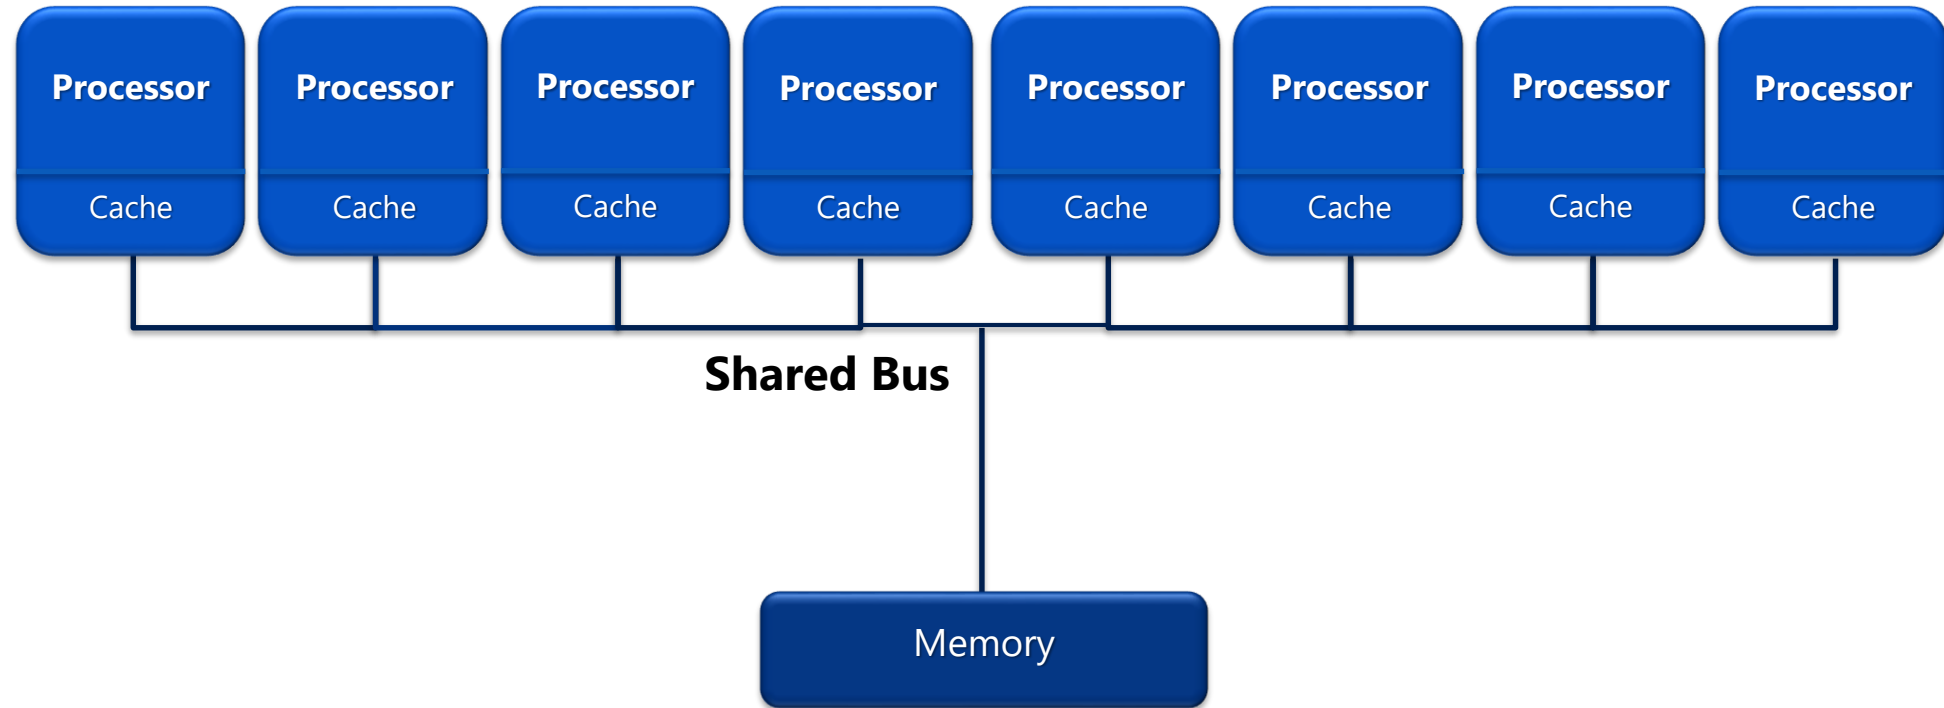 Processor
Processor
Processor
Processor
Processor
Processor
Processor
Processor
Cache
Cache
Cache
Cache
Cache
Cache
Cache
Cache
Shared Bus
Memory